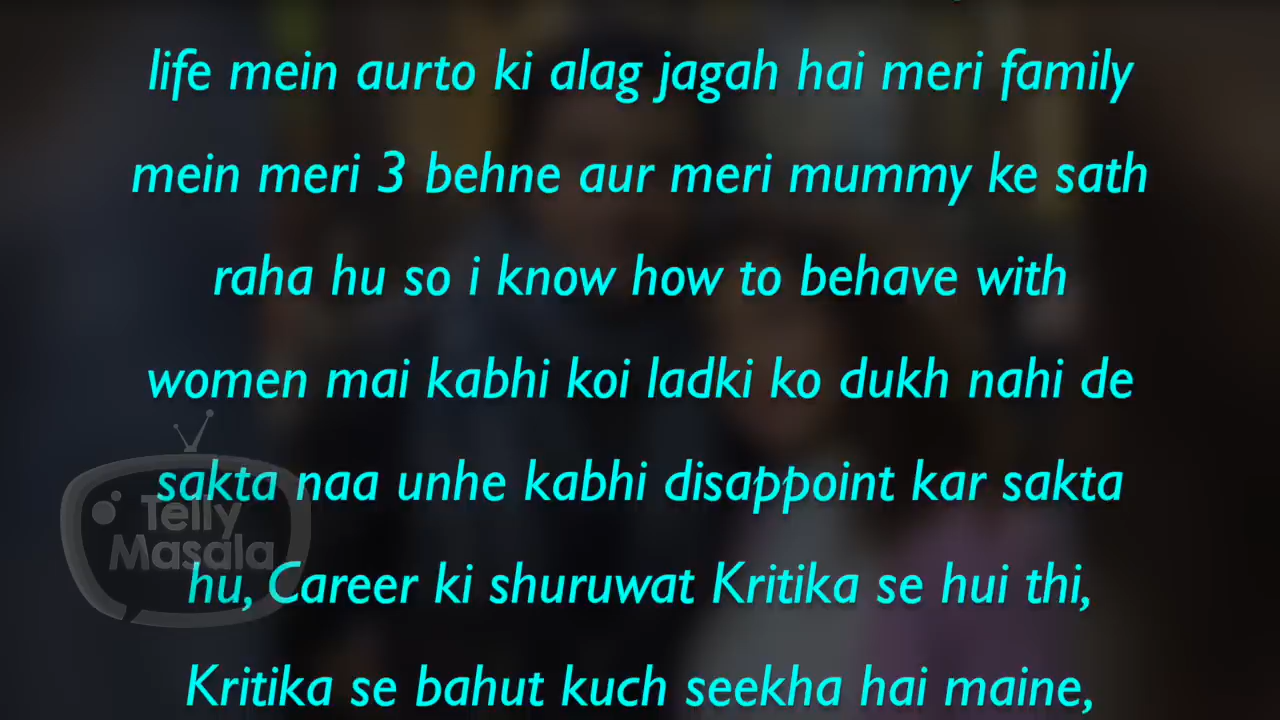 life mein aurto ki alag jagah hai meri family
mein meri 3 behne aur meri mummy ke sath
raha hu so i know how to behave with
women mai kabhi koi ladki ko dukh nahi de
sakta naa unhe kabhi disappoint kar sakta
Telly
Masala
hu, Career ki shuruwat Kritika se hui thi,
Kritika se bahut kuch seekha hai maine,